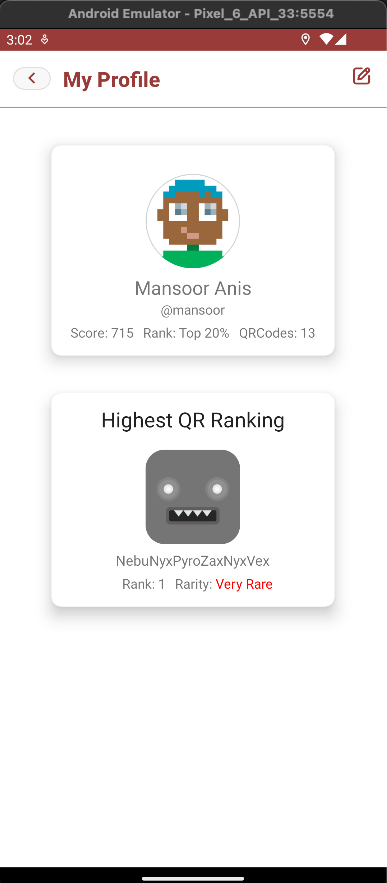 Android Emulator - Pixel_6_API_33:5554
3:02
My Profile
Mansoor Anis
@mansoor
Score: 715 Rank: Top 20% QRCodes: 13
Highest QR Ranking
NebuNyxPyroZaxNyxVex
Rank: 1 Rarity: Very Rare